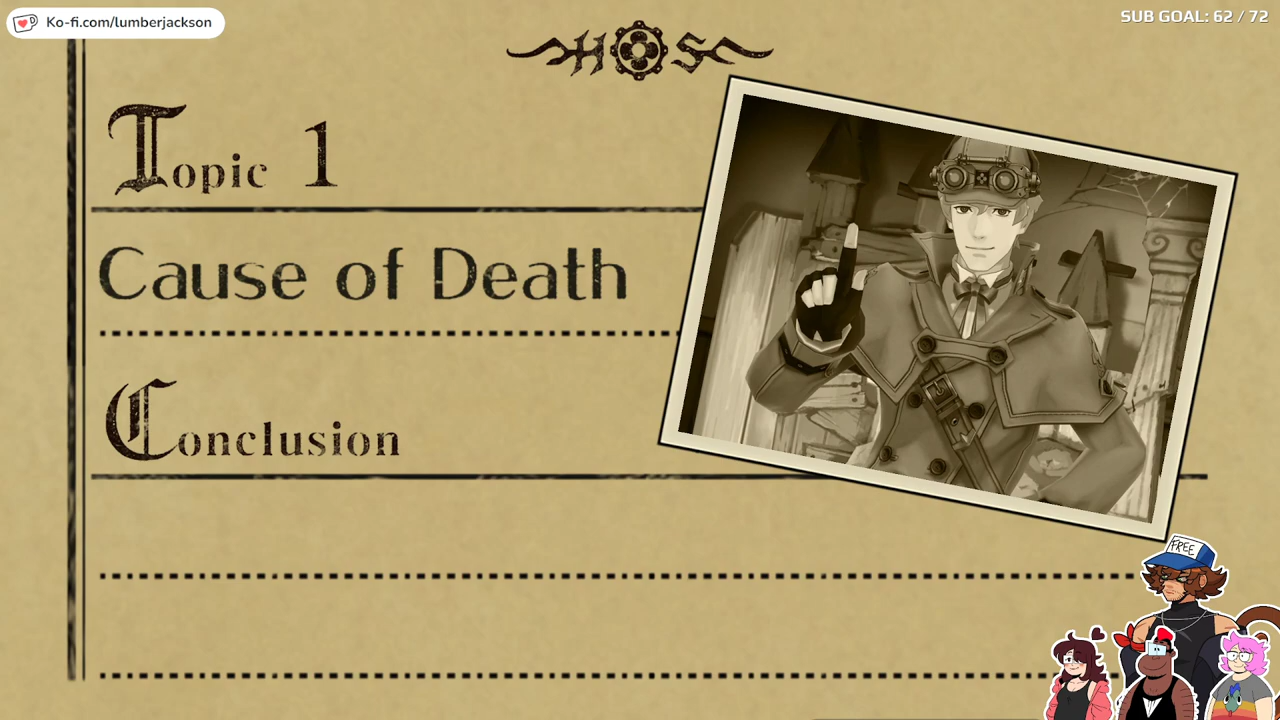 Ko-fi.com/lumberjackson
SUB GOAL: 62 / 72
H S
Topic 1
Cause of Death
Conclusion
FREE